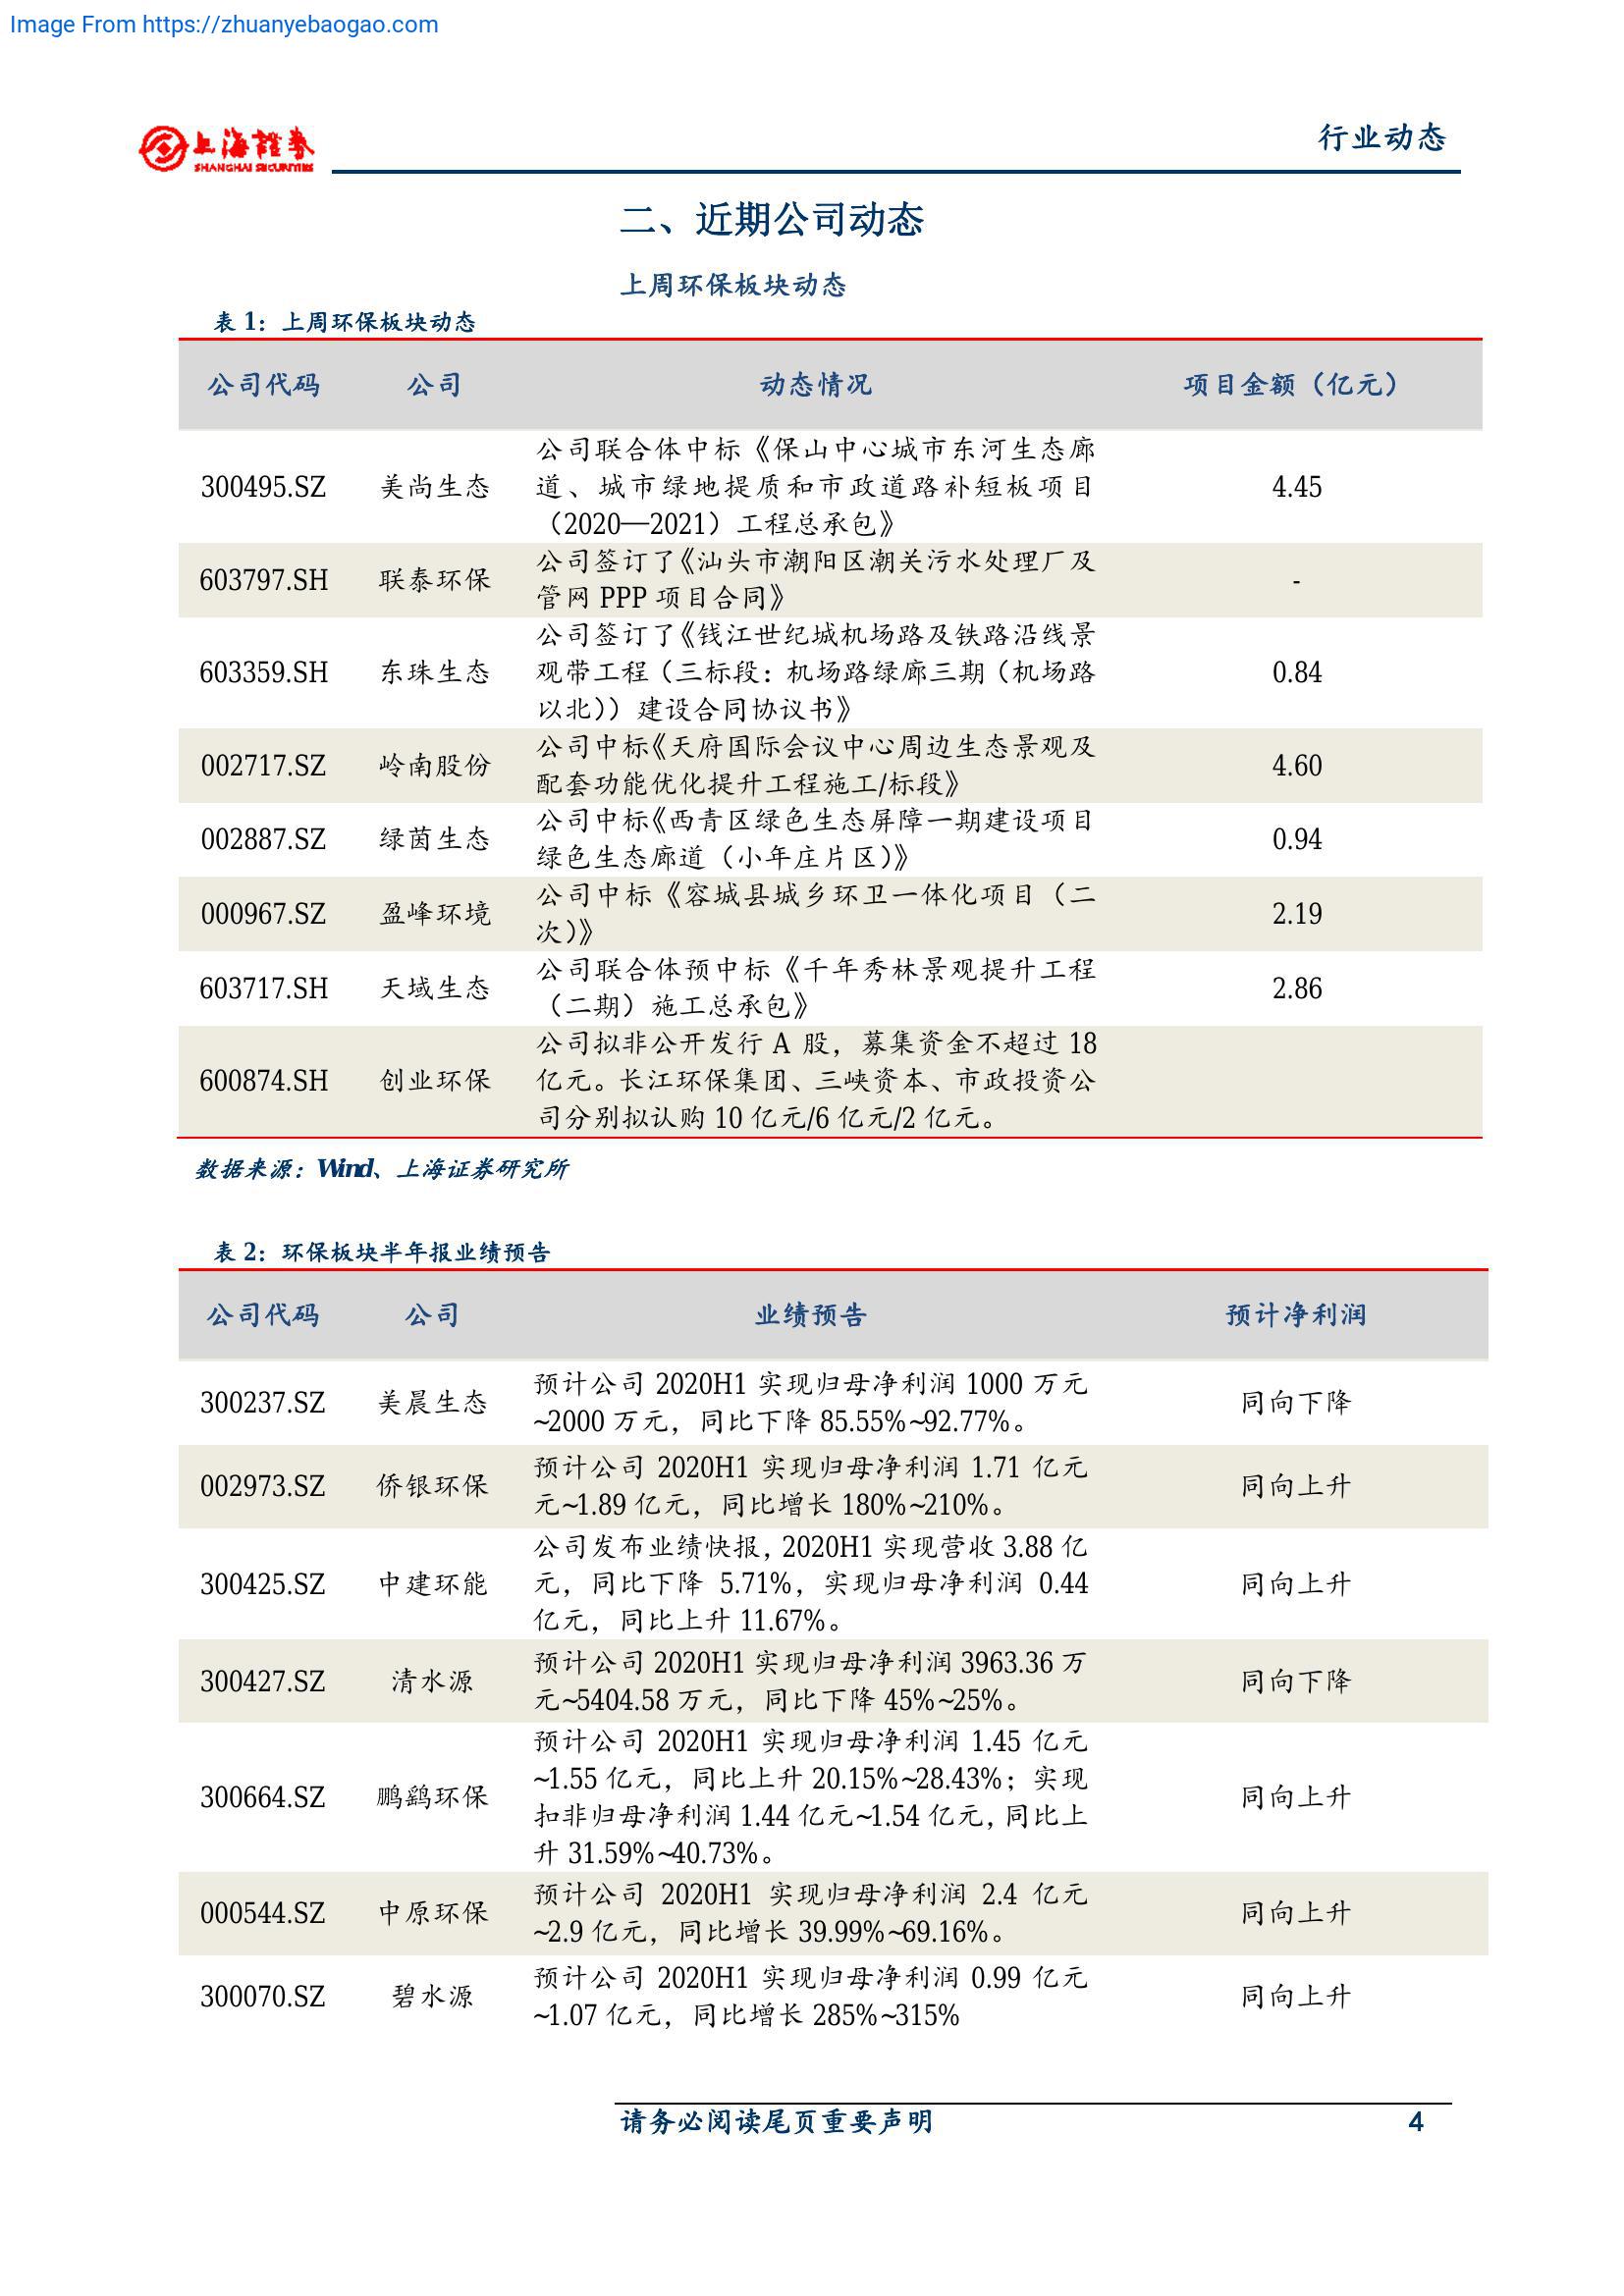 Image From https://zhuanyebaogao.com
上海證券
SHANGHAI SECURITIES
行业动态
二、近期公司动态
上周环保板块动态
表 1：上周环保板块动态
公司代码 公司 动态情况 项目金额（亿元）
公司联合体中标《保山中心城市东河生态廊
300495.SZ 美尚生态 道、城市绿地提质和市政道路补短板项目 4.45
（2020—2021）工程总承包》
公司签订了《汕头市潮阳区潮关污水处理厂及
603797.SH 联泰环保 -
管网 PPP 项目合同》
公司签订了《钱江世纪城机场路及铁路沿线景
603359.SH 东珠生态 观带工程（三标段：机场路绿廊三期（机场路 0.84
以北））建设合同协议书》
公司中标《天府国际会议中心周边生态景观及
002717.SZ 岭南股份 4.60
配套功能优化提升工程施工/标段》
公司中标《西青区绿色生态屏障一期建设项目
002887.SZ 绿茵生态 0.94
绿色生态廊道（小年庄片区）》
公司中标《容城县城乡环卫一体化项目（二
000967.SZ 盈峰环境 2.19
次）》
公司联合体预中标《千年秀林景观提升工程
603717.SH 天域生态 2.86
（二期）施工总承包》
公司拟非公开发行 A 股，募集资金不超过 18
600874.SH 创业环保 亿元。长江环保集团、三峡资本、市政投资公
司分别拟认购 10 亿元/6 亿元/2 亿元。
数据来源：Wind、上海证券研究所
表 2：环保板块半年报业绩预告
公司代码 公司 业绩预告 预计净利润
预计公司 2020H1 实现归母净利润 1000 万元
300237.SZ 美晨生态 同向下降
~2000 万元，同比下降 85.55%~92.77%。
预计公司 2020H1 实现归母净利润 1.71 亿元
002973.SZ 侨银环保 同向上升
元~1.89 亿元，同比增长 180%~210%。
公司发布业绩快报，2020H1 实现营收 3.88 亿
300425.SZ 中建环能 元，同比下降 5.71%，实现归母净利润 0.44 同向上升
亿元，同比上升 11.67%。
预计公司 2020H1 实现归母净利润 3963.36 万
300427.SZ 清水源 同向下降
元~5404.58 万元，同比下降 45%~25%。
预计公司 2020H1 实现归母净利润 1.45 亿元
~1.55 亿元，同比上升 20.15%~28.43%；实现
300664.SZ 鹏鹞环保 同向上升
扣非归母净利润 1.44 亿元~1.54 亿元，同比上
升 31.59%~40.73%。
预计公司 2020H1 实现归母净利润 2.4 亿元
000544.SZ 中原环保 同向上升
~2.9 亿元，同比增长 39.99%~69.16%。
预计公司 2020H1 实现归母净利润 0.99 亿元
300070.SZ 碧水源 同向上升
~1.07 亿元，同比增长 285%~315%
请务必阅读尾页重要声明 4